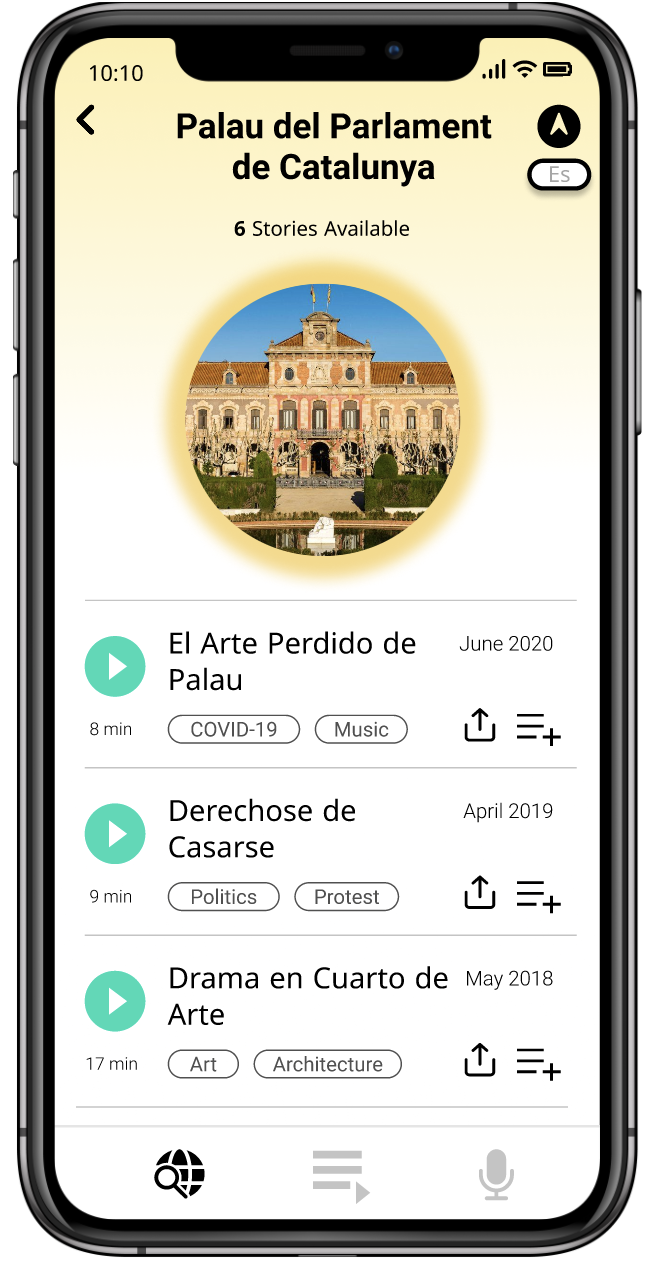 10:10
Palau del Parlament
de Catalunya
Es
6 Stories Available
El Arte Perdido de
Palau
June 2020
8 min
COVID-19
Music
Derechose de
Casarse
April 2019
9 min
Politics
Protest
Drama en Cuarto de
Arte
May 2018
17 min
Art
Architecture